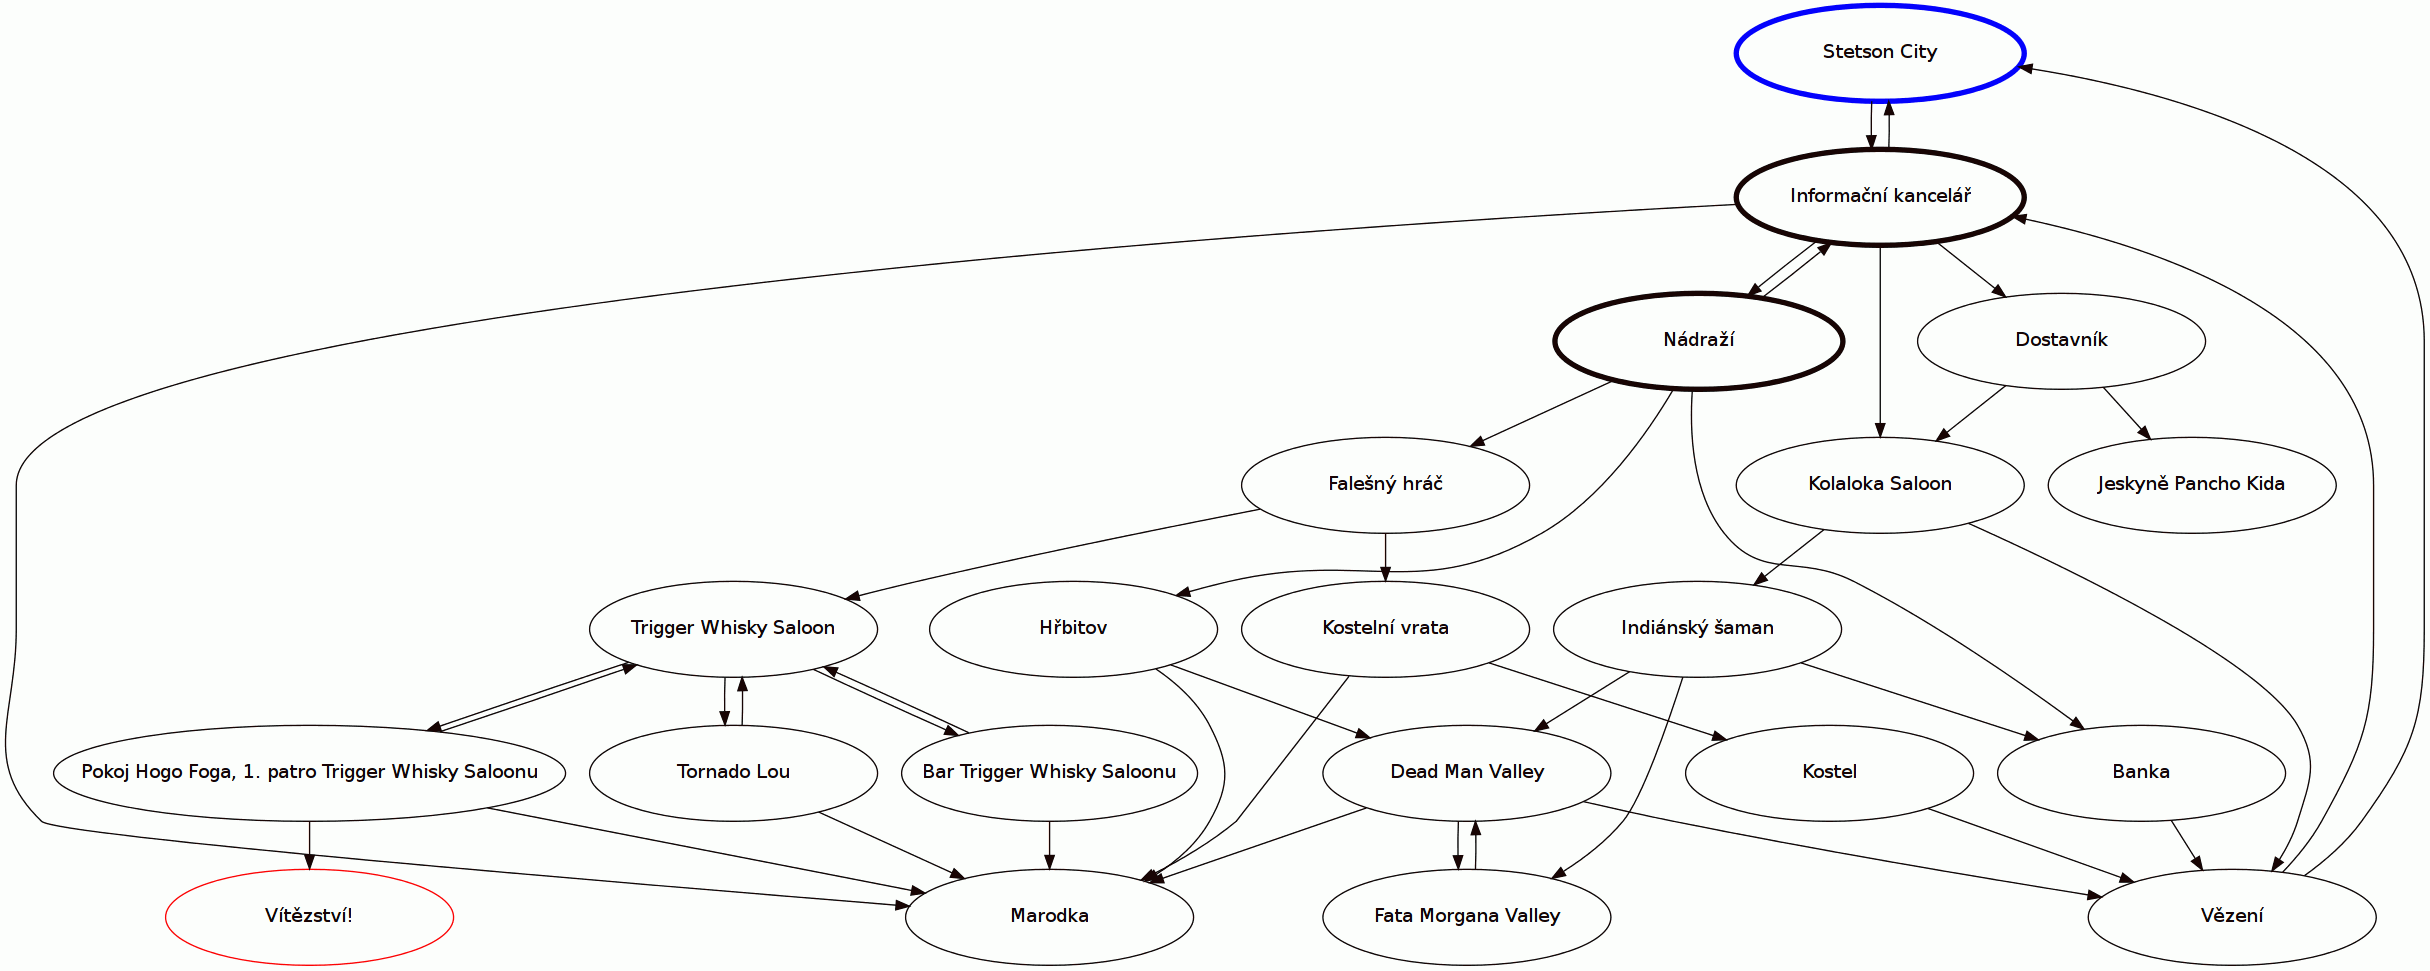 Stetson City
Informační kancelář
Nádraží
Dostavník
Falešný hráč
Kolaloka Saloon
Jeskyně Pancho Kida
Trigger Whisky Saloon
Hřbitov
Kostelní vrata
Indiánský šaman
Pokoj Hogo Foga, 1. patro Trigger Whisky Saloonu
Tornado Lou
Bar Trigger Whisky Saloonu
Dead Man Valley
Kostel
Banka
Vítězství!
Marodka
Fata Morgana Valley
Vězení